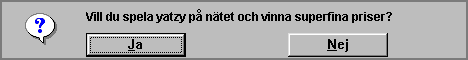 Vill du spela yatzy på nätet och vinna superfina priser?
Ja
Nej